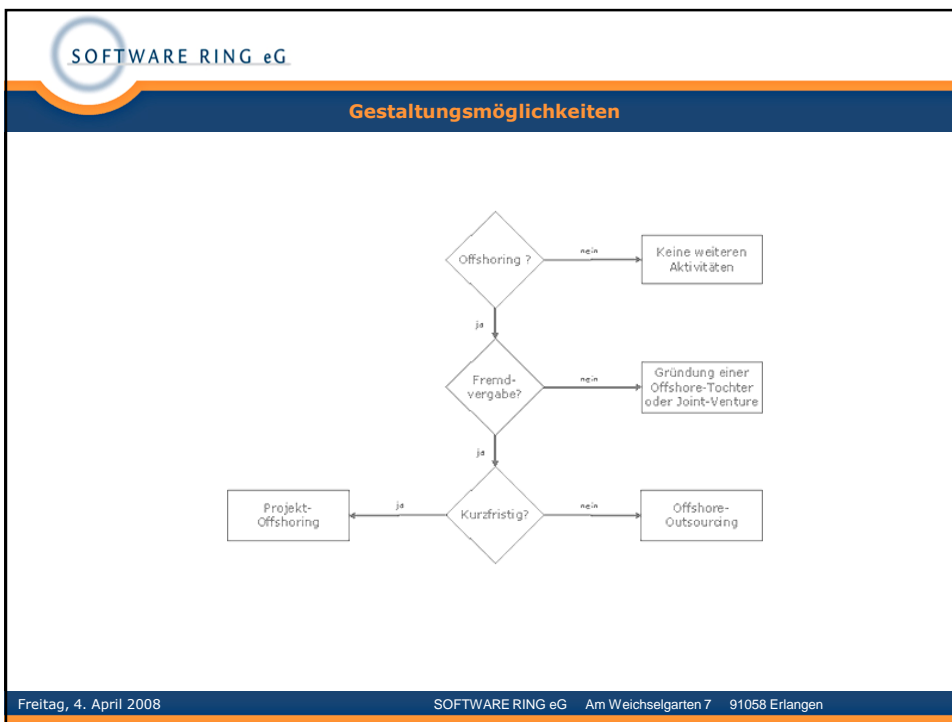 SOFTWARE RING eG
Gestaltungsmöglichkeiten
Offshoring ?
nein
Keine weiteren
Aktivitäten
ja
Fremd-
vergabe?
nein
Gründung einer
Offshore-Tochter
oder Joint-Venture
ja
Projekt-
Offshoring
ja
Kurzfristig?
nein
Offshore-
Outsourcing
Freitag, 4. April 2008
SOFTWARE RING eG Am Weichselgarten 7 91058 Erlangen